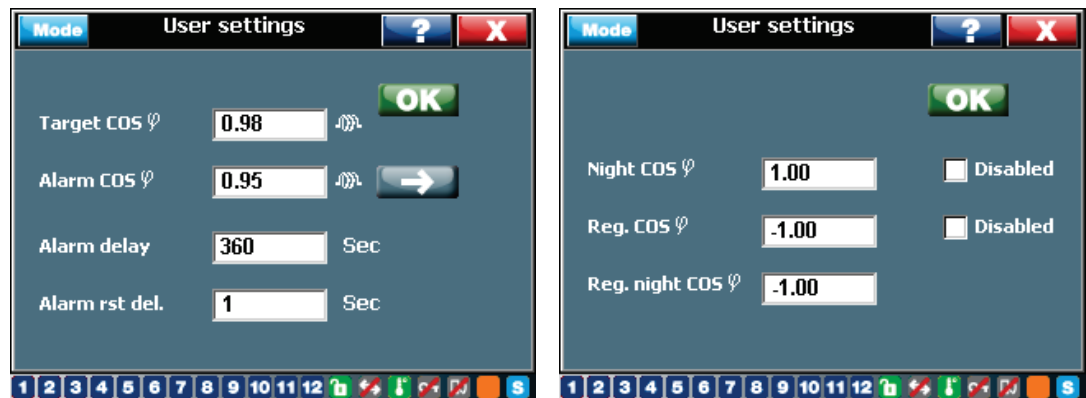 Mode User settings ? X
OK
Target COS φ 0.98
Alarm COS φ 0.95
Alarm delay 360 Sec
Alarm rst del. 1 Sec
1 2 3 4 5 6 7 8 9 10 11 12 S
Mode User settings ? X
OK
Night COS φ 1.00 Disabled
Reg. COS φ -1.00 Disabled
Reg. night COS φ -1.00
1 2 3 4 5 6 7 8 9 10 11 12 S